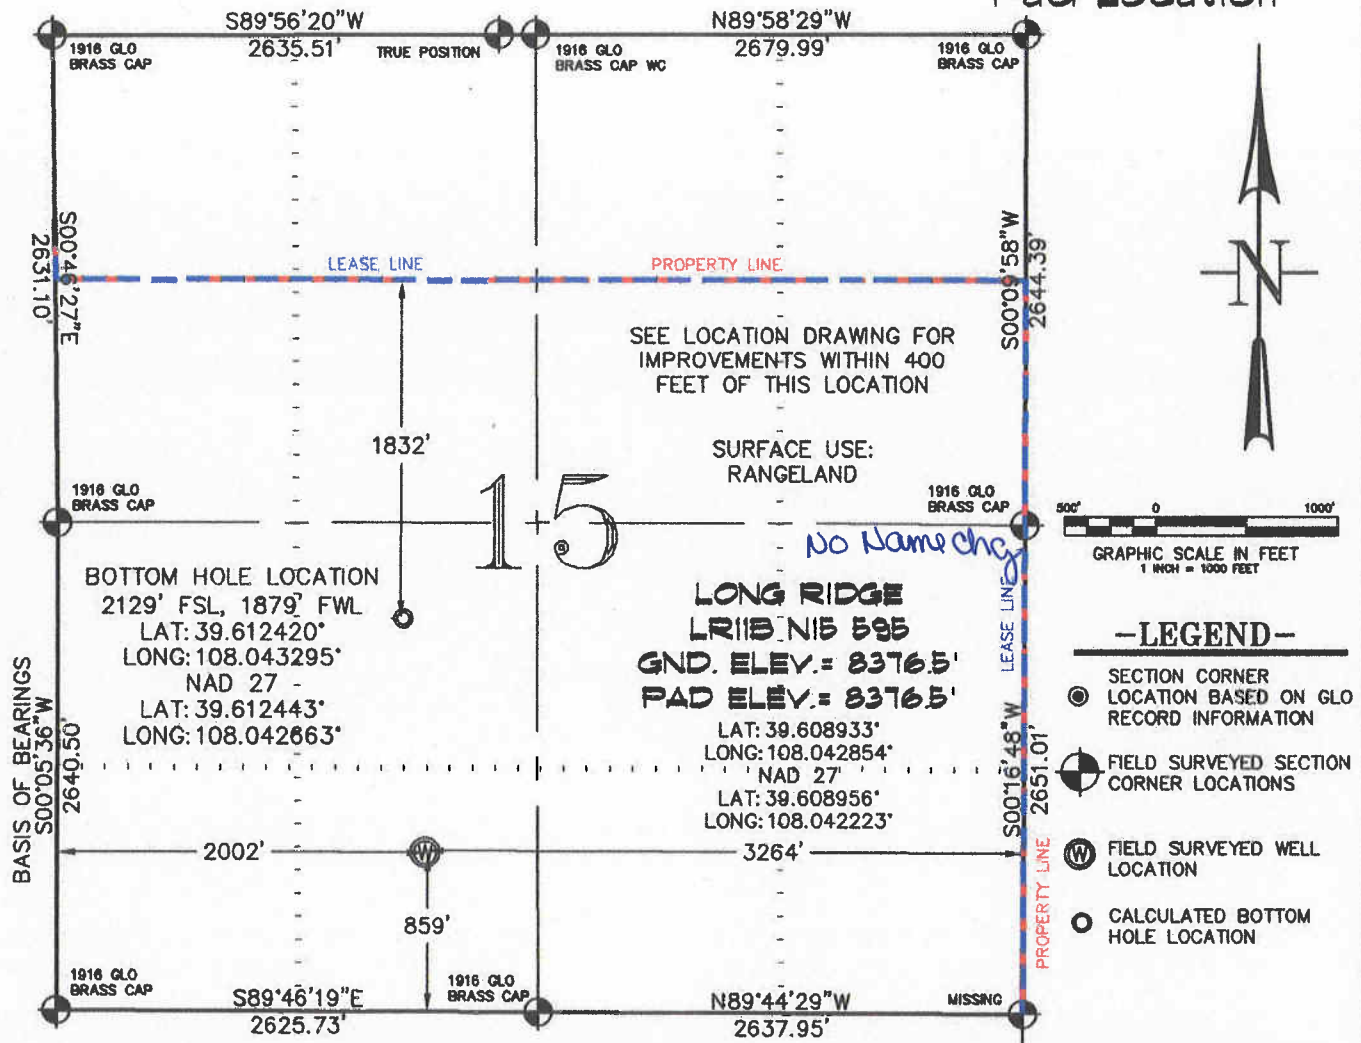 Pad Location
S89°56'20"W
2635.51'
N89°58'29"W
2679.99'
1916 GLO
BRASS CAP
TRUE POSITION
1916 GLO
BRASS CAP WC
1916 GLO
BRASS CAP
S00°46'27"E
2631.10'
LEASE LINE
PROPERTY LINE
S00°09'58"W
2644.39'
N
SEE LOCATION DRAWING FOR
IMPROVEMENTS WITHIN 400
FEET OF THIS LOCATION
1832'
SURFACE USE:
RANGELAND
15
1916 GLO
BRASS CAP
1916 GLO
BRASS CAP
No Name chg
500' 0 1000'
GRAPHIC SCALE IN FEET
1 INCH = 1000 FEET
BOTTOM HOLE LOCATION
2129' FSL, 1879' FWL
LAT: 39.612420°
LONG: 108.043295°
NAD 27
LAT: 39.612443°
LONG: 108.042663°
LONG RIDGE
LR11B N15 595
GND. ELEV.= 8376.5'
PAD ELEV.= 8376.5'
LAT: 39.608933°
LONG: 108.042854°
NAD 27
LAT: 39.608956°
LONG: 108.042223°
LEASE LINE
S00°16'48"W
2651.01'
PROPERTY LINE
BASIS OF BEARINGS
S00°05'36"W
2640.50'
2002'
W
3264'
859'
-LEGEND-
SECTION CORNER
LOCATION BASED ON GLO
RECORD INFORMATION
FIELD SURVEYED SECTION
CORNER LOCATIONS
W
FIELD SURVEYED WELL
LOCATION
CALCULATED BOTTOM
HOLE LOCATION
1916 GLO
BRASS CAP
S89°46'19"E
2625.73'
1916 GLO
BRASS CAP
N89°44'29"W
2637.95'
MISSING